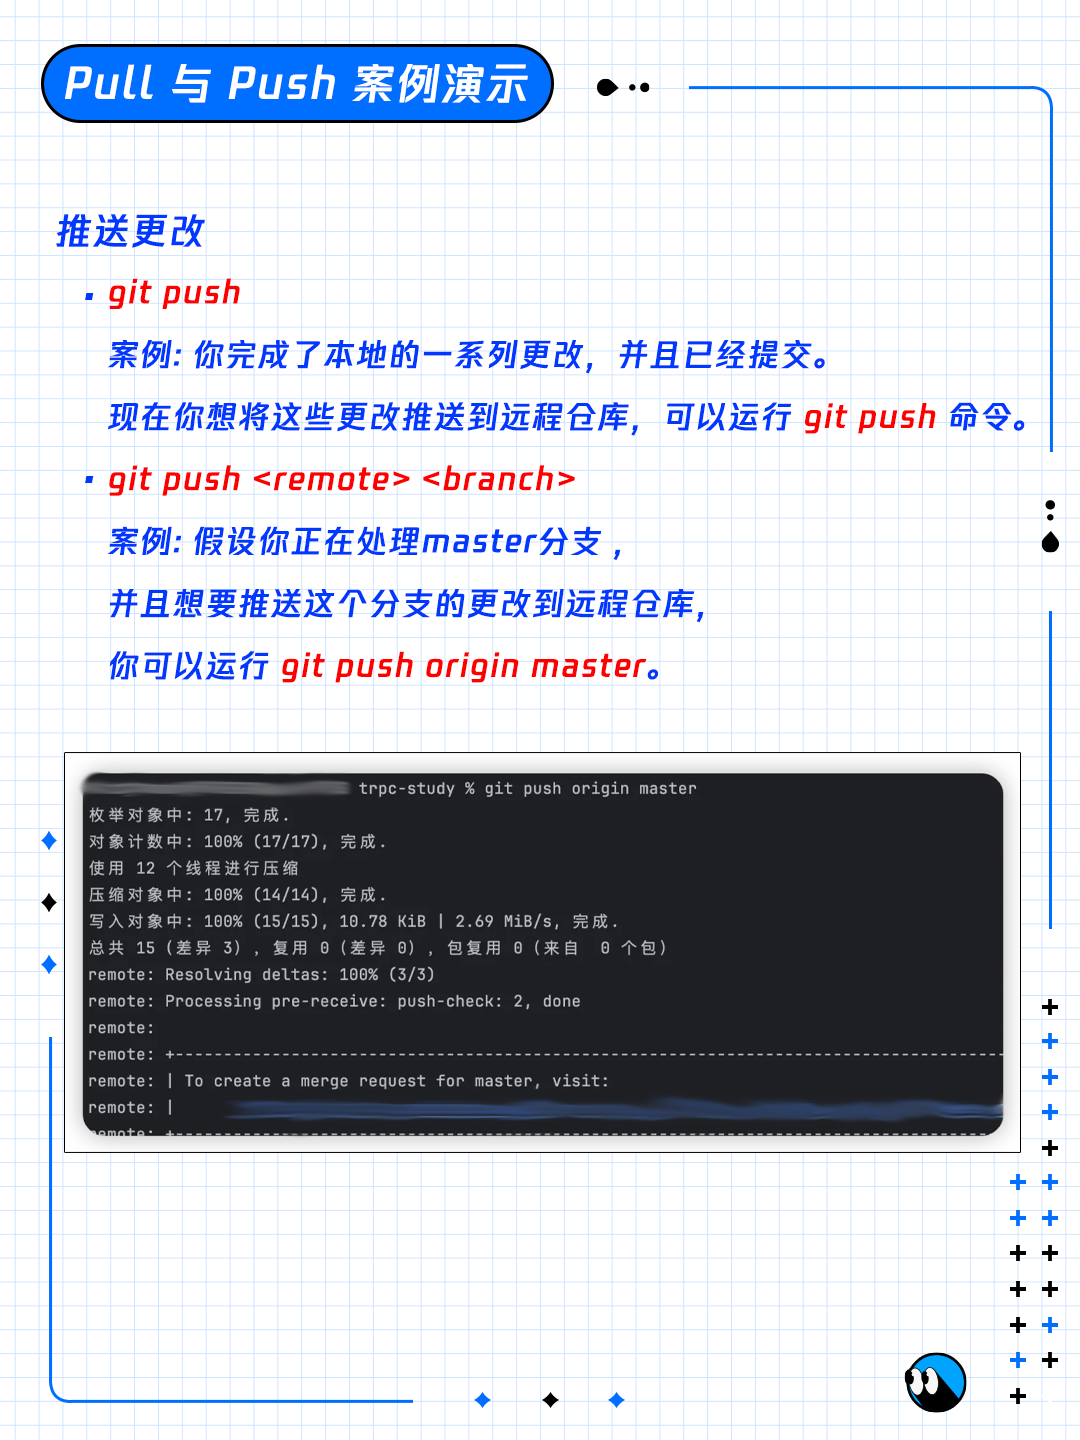 Pull 与 Push 案例演示
推送更改
· git push
案例: 你完成了本地的一系列更改，并且已经提交。
现在你想将这些更改推送到远程仓库，可以运行 git push 命令。
· git push <remote> <branch>
案例: 假设你正在处理master分支，
并且想要推送这个分支的更改到远程仓库，
你可以运行 git push origin master。
trpc-study % git push origin master
枚举对象中: 17, 完成.
对象计数中: 100% (17/17), 完成.
使用 12 个线程进行压缩
压缩对象中: 100% (14/14), 完成.
写入对象中: 100% (15/15), 10.78 KiB | 2.69 MiB/s, 完成.
总共 15（差异 3），复用 0（差异 0），包复用 0（来自  0 个包）
remote: Resolving deltas: 100% (3/3)
remote: Processing pre-receive: push-check: 2, done
remote:
remote: +--------------------------------------------------------------------------------------
remote: | To create a merge request for master, visit:
remote: |
remote: +------------------------------------------------------------------------------------